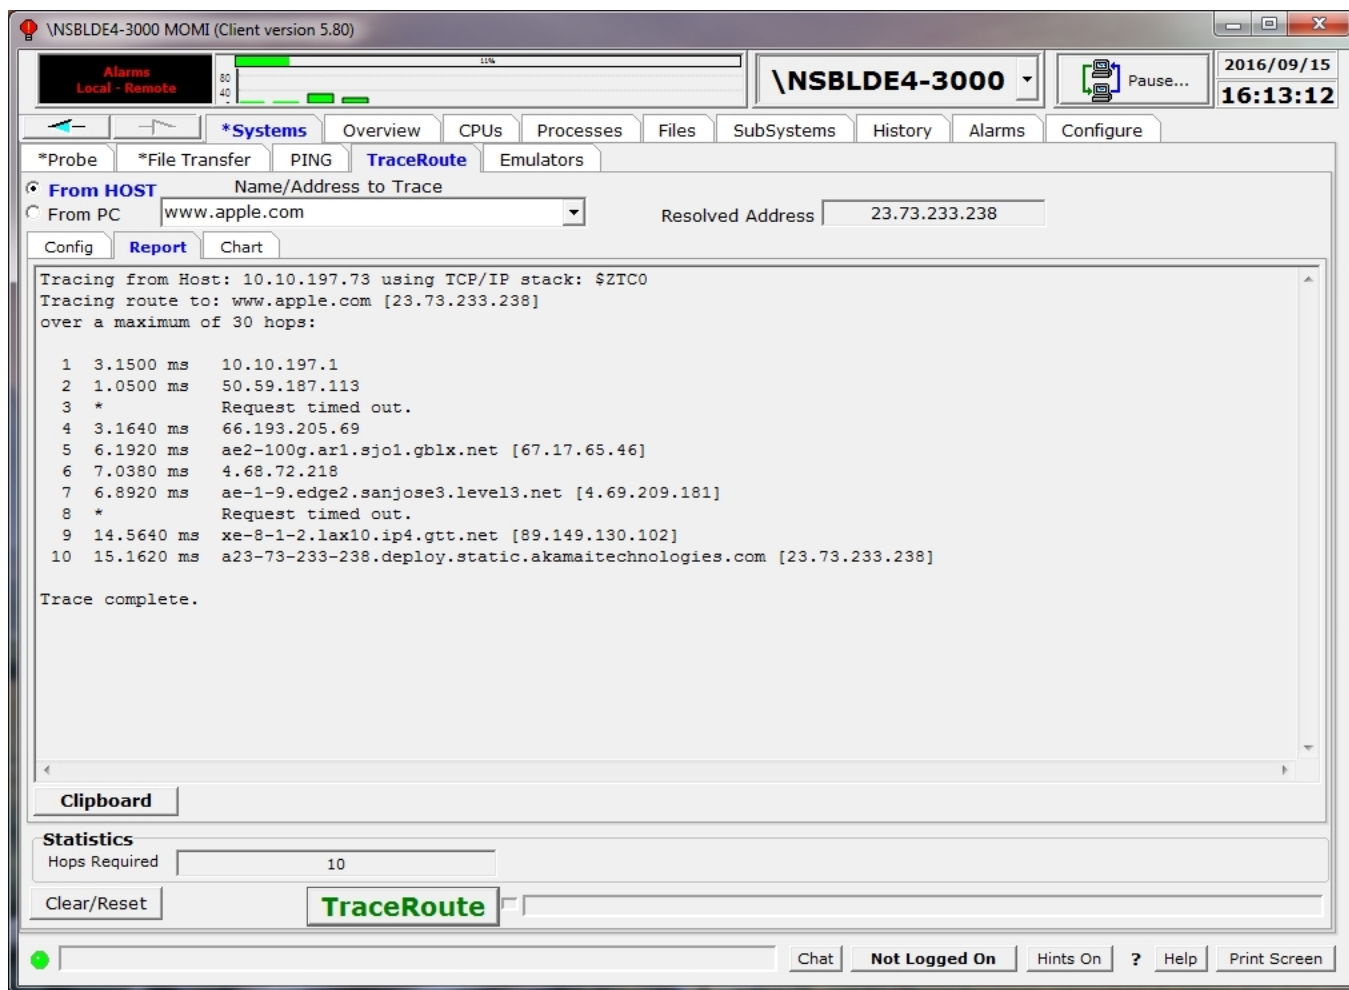 \NSBLDE4-3000 MOMI (Client version 5.80)
Alarms
Local - Remote
80
40
11%
\NSBLDE4-3000
Pause...
2016/09/15
16:13:12
*Systems Overview CPUs Processes Files SubSystems History Alarms Configure
*Probe *File Transfer PING TraceRoute Emulators
From HOST Name/Address to Trace
From PC www.apple.com Resolved Address 23.73.233.238
Config Report Chart
Tracing from Host: 10.10.197.73 using TCP/IP stack: $ZTC0
Tracing route to: www.apple.com [23.73.233.238]
over a maximum of 30 hops:
1 3.1500 ms 10.10.197.1
2 1.0500 ms 50.59.187.113
3 * Request timed out.
4 3.1640 ms 66.193.205.69
5 6.1920 ms ae2-100g.ar1.sjo1.gblx.net [67.17.65.46]
6 7.0380 ms 4.68.72.218
7 6.8920 ms ae-1-9.edge2.sanjose3.level3.net [4.69.209.181]
8 * Request timed out.
9 14.5640 ms xe-8-1-2.lax10.ip4.gtt.net [89.149.130.102]
10 15.1620 ms a23-73-233-238.deploy.static.akamaitechnologies.com [23.73.233.238]
Trace complete.
Clipboard
Statistics
Hops Required 10
Clear/Reset TraceRoute
Chat Not Logged On Hints On ? Help Print Screen